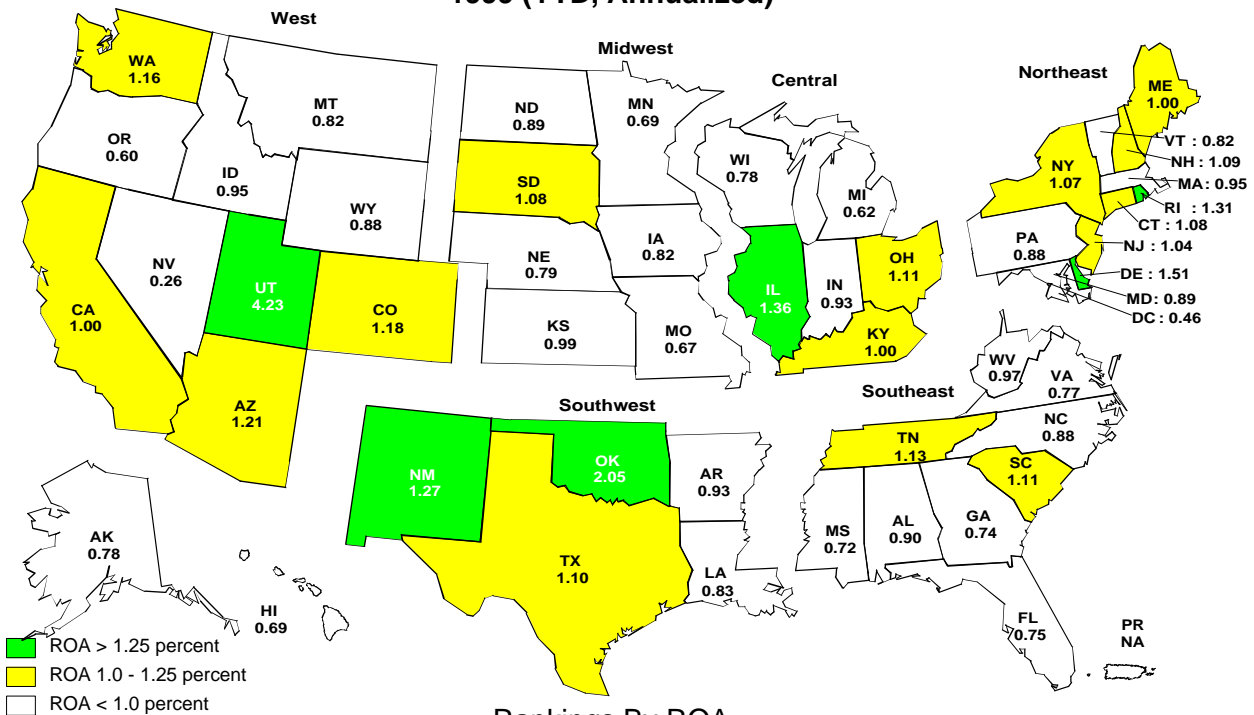 West
Midwest
Central
Northeast
WA
1.16
OR
0.60
CA
1.00
ID
0.95
NV
0.26
MT
0.82
WY
0.88
UT
4.23
CO
1.18
AZ
1.21
AK
0.78
HI
0.69
ND
0.89
SD
1.08
NE
0.79
KS
0.99
MN
0.69
IA
0.82
MO
0.67
WI
0.78
MI
0.62
IL
1.36
IN
0.93
OH
1.11
KY
1.00
ME
1.00
NY
1.07
PA
0.88
VT : 0.82
NH : 1.09
MA : 0.95
RI : 1.31
CT : 1.08
NJ : 1.04
DE : 1.51
MD: 0.89
DC : 0.46
Southwest
NM
1.27
OK
2.05
TX
1.10
AR
0.93
LA
0.83
Southeast
WV
0.97
VA
0.77
NC
0.88
TN
1.13
SC
1.11
MS
0.72
AL
0.90
GA
0.74
FL
0.75
PR
NA
ROA > 1.25 percent
ROA 1.0 - 1.25 percent
ROA < 1.0 percent